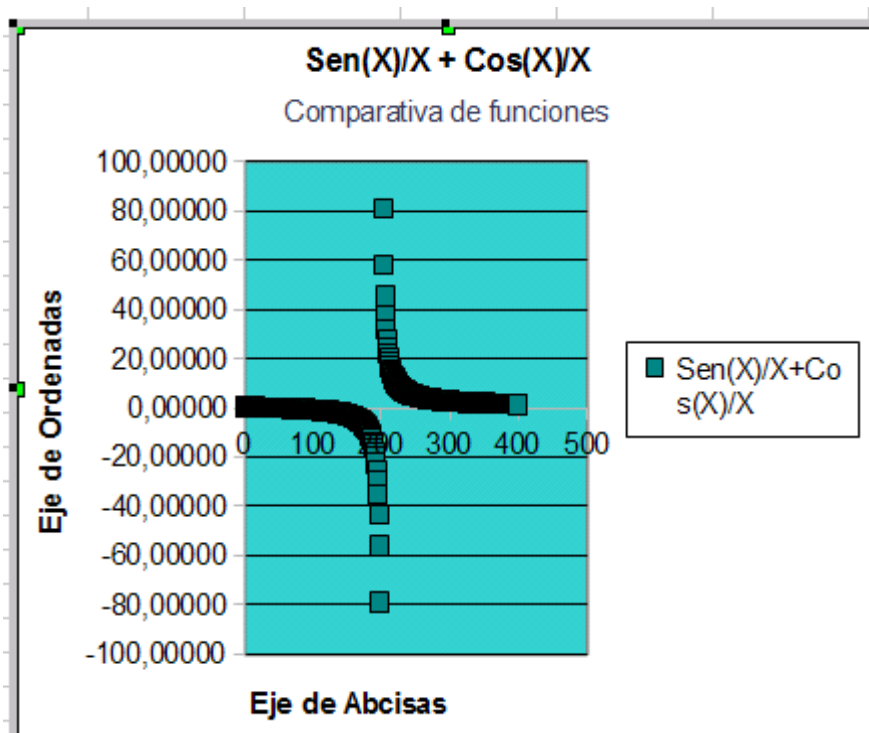 Sen(X)/X + Cos(X)/X
Comparativa de funciones
100,00000
80,00000
60,00000
40,00000
20,00000
0,00000
-20,00000
-40,00000
-60,00000
-80,00000
-100,00000
Eje de Ordenadas
0 100 200 300 400 500
Eje de Abcisas
Sen(X)/X+Co
s(X)/X